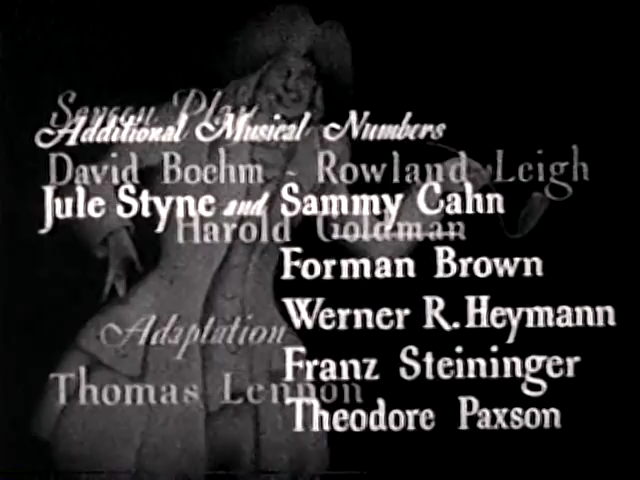 Screen Play
Additional Musical Numbers
David Boehm - Rowland Leigh
Jule Styne and Sammy Cahn
Harold Goldman
Forman Brown
Werner R. Heymann
Adaptation
Franz Steininger
Thomas Lennon
Theodore Paxson